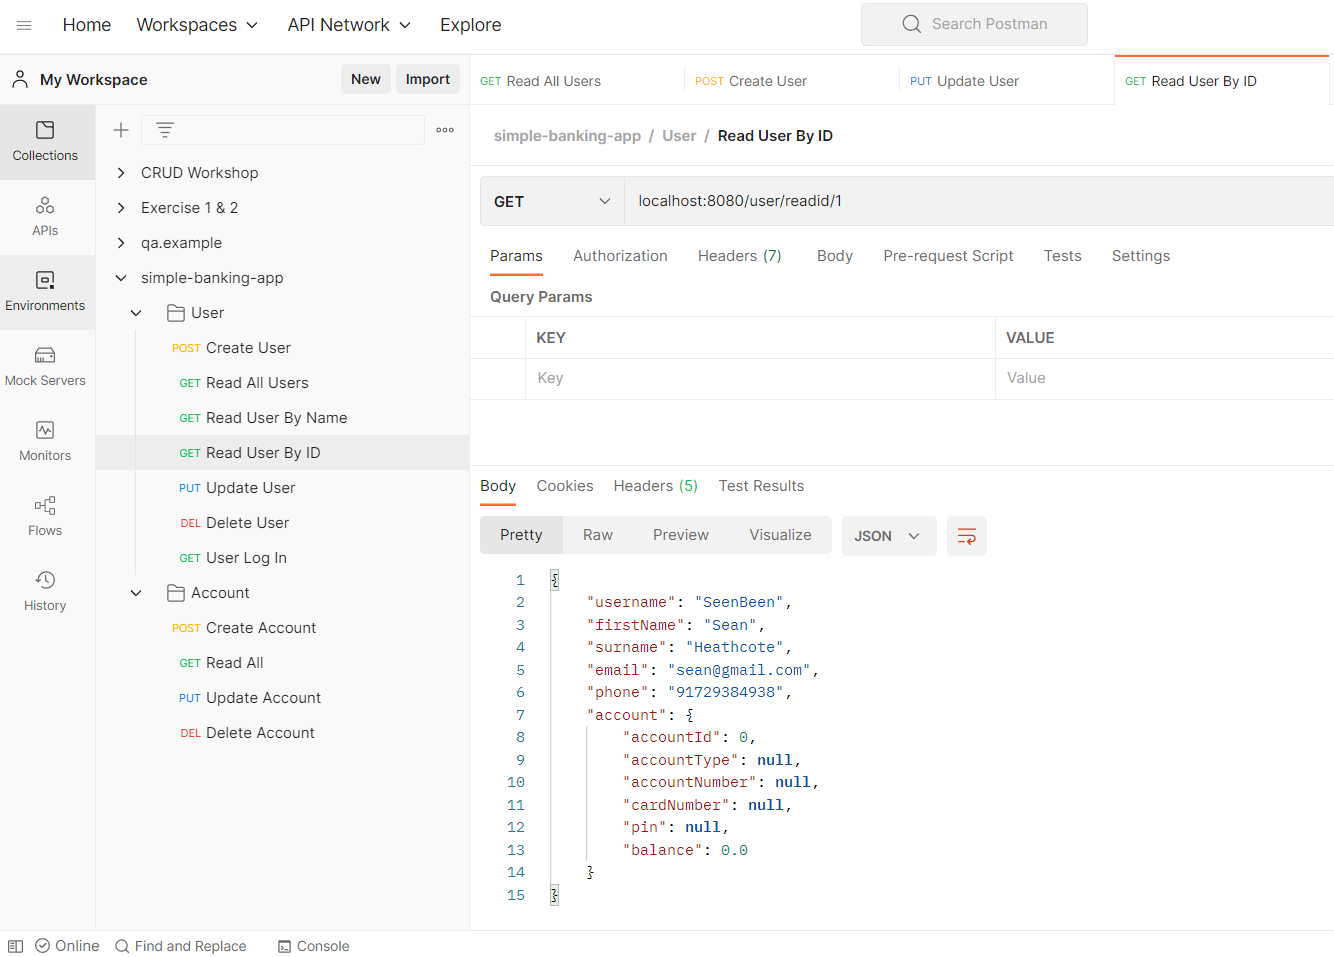 Home Workspaces API Network Explore Search Postman
My Workspace New Import
GET Read All Users POST Create User PUT Update User GET Read User By ID
Collections
APIs
Environments
Mock Servers
Monitors
Flows
History
CRUD Workshop
Exercise 1 & 2
qa.example
simple-banking-app
User
POST Create User
GET Read All Users
GET Read User By Name
GET Read User By ID
PUT Update User
DEL Delete User
GET User Log In
Account
POST Create Account
GET Read All
PUT Update Account
DEL Delete Account
simple-banking-app / User / Read User By ID
GET localhost:8080/user/readid/1
Params Authorization Headers (7) Body Pre-request Script Tests Settings
Query Params
KEY VALUE
Key Value
Body Cookies Headers (5) Test Results
Pretty Raw Preview Visualize JSON
1 {
2 "username": "SeenBeen",
3 "firstName": "Sean",
4 "surname": "Heathcote",
5 "email": "sean@gmail.com",
6 "phone": "91729384938",
7 "account": {
8 "accountId": 0,
9 "accountType": null,
10 "accountNumber": null,
11 "cardNumber": null,
12 "pin": null,
13 "balance": 0.0
14 }
15 }
Online Find and Replace Console